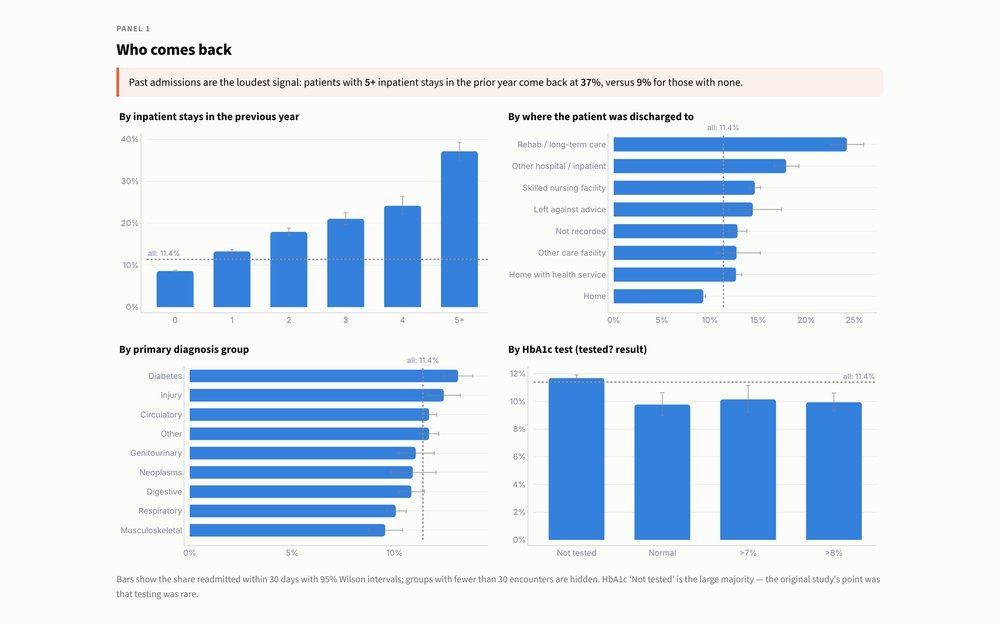 PANEL 1
Who comes back
Past admissions are the loudest signal: patients with 5+ inpatient stays in the prior year come back at 37%, versus 9% for those with none.
By inpatient stays in the previous year
40%
30%
20%
10%
0%
all: 11.4%
0 1 2 3 4 5+
By where the patient was discharged to
all: 11.4%
Rehab / long-term care
Other hospital / inpatient
Skilled nursing facility
Left against advice
Not recorded
Other care facility
Home with health service
Home
0% 5% 10% 15% 20% 25%
By primary diagnosis group
all: 11.4%
Diabetes
Injury
Circulatory
Other
Genitourinary
Neoplasms
Digestive
Respiratory
Musculoskeletal
0% 5% 10%
By HbA1c test (tested? result)
12%
10%
8%
6%
4%
2%
0%
all: 11.4%
Not tested Normal >7% >8%
Bars show the share readmitted within 30 days with 95% Wilson intervals; groups with fewer than 30 encounters are hidden. HbA1c ‘Not tested’ is the large majority — the original study’s point was
that testing was rare.